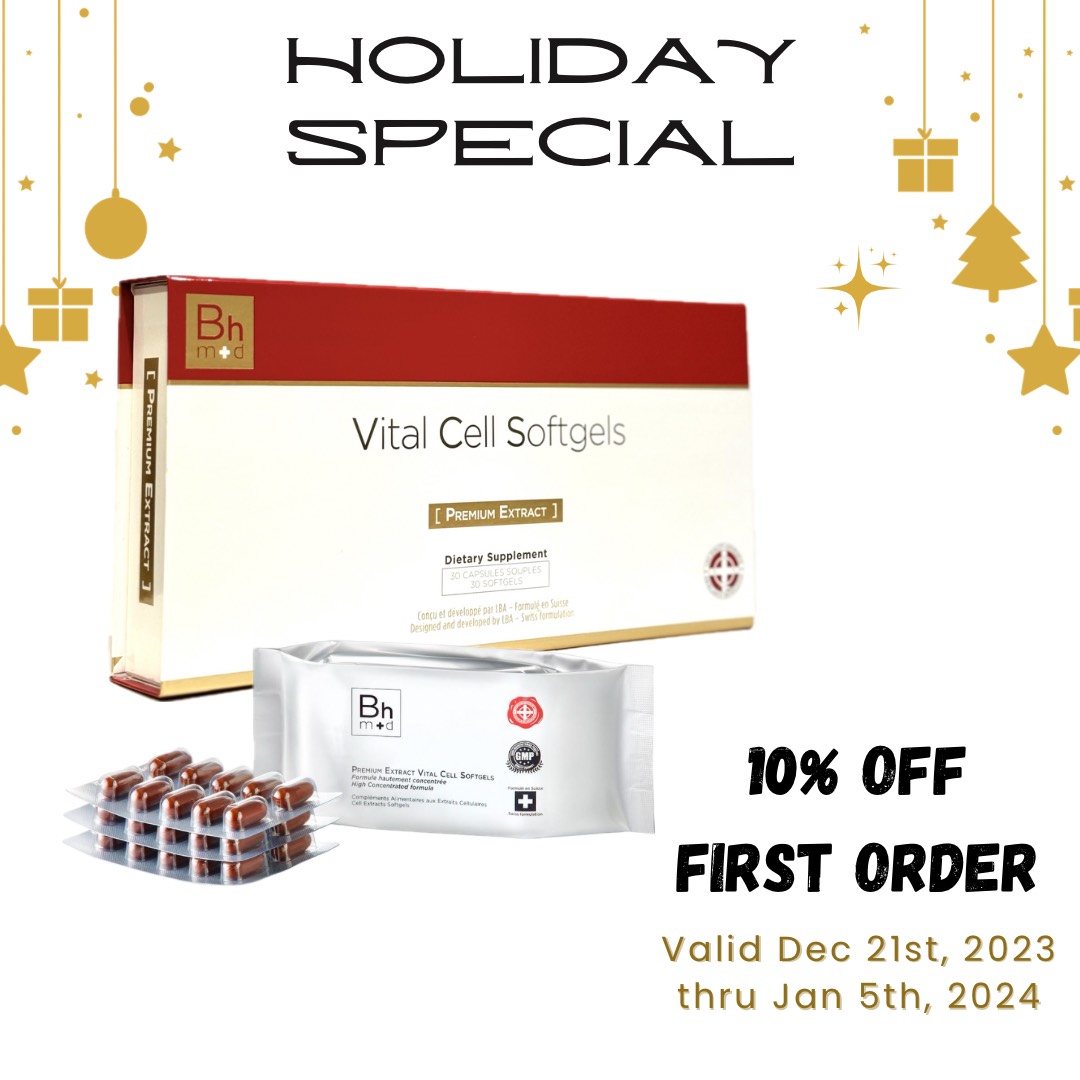 HOLIDAY
SPECIAL
Bh
m+d
[ PREMIUM EXTRACT ]
Vital Cell Softgels
[ PREMIUM EXTRACT ]
Dietary Supplement
30 CAPSULES SOUPLES
30 SOFTGELS
Conçu et développé par LBA – Formulé en Suisse
Designed and developed by LBA – Swiss formulation
Bh
m+d
GMP
PREMIUM EXTRACT VITAL CELL SOFTGELS
Formule hautement concentrée
High Concentrated formula
Compléments Alimentaires aux Extraits Cellulaires
Cell Extracts Softgels
Formulé en Suisse
Swiss formulation
10% OFF
FIRST ORDER
Valid Dec 21st, 2023
thru Jan 5th, 2024